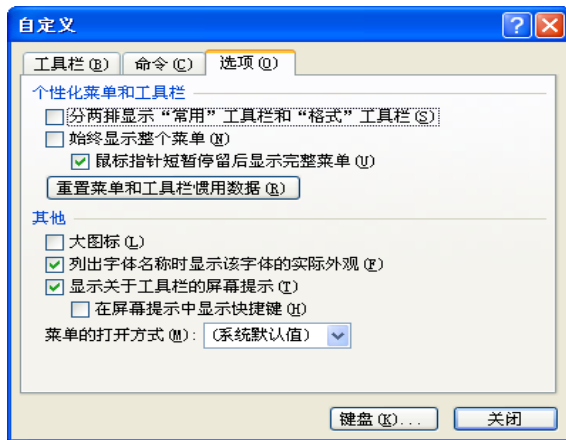 自定义
工具栏(B) 命令(C) 选项(O)
个性化菜单和工具栏
分两排显示“常用”工具栏和“格式”工具栏(S)
始终显示整个菜单(N)
鼠标指针短暂停留后显示完整菜单(U)
重置菜单和工具栏惯用数据(R)
其他
大图标(L)
列出字体名称时显示该字体的实际外观(F)
显示关于工具栏的屏幕提示(T)
在屏幕提示中显示快捷键(H)
菜单的打开方式(M): (系统默认值)
键盘(K)... 关闭